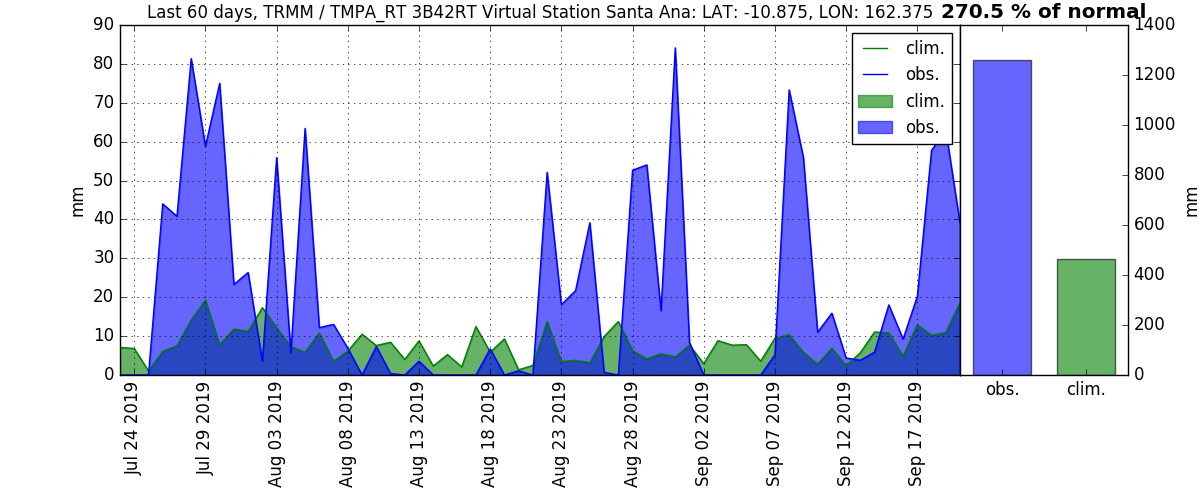 Last 60 days, TRMM / TMPA_RT 3B42RT Virtual Station Santa Ana: LAT: -10.875, LON: 162.375 270.5 % of normal
90
80
70
60
50
40
30
20
10
0
mm
clim.
obs.
clim.
obs.
1400
1200
1000
800
600
400
200
0
mm
obs. clim.
Jul 24 2019
Jul 29 2019
Aug 03 2019
Aug 08 2019
Aug 13 2019
Aug 18 2019
Aug 23 2019
Aug 28 2019
Sep 02 2019
Sep 07 2019
Sep 12 2019
Sep 17 2019